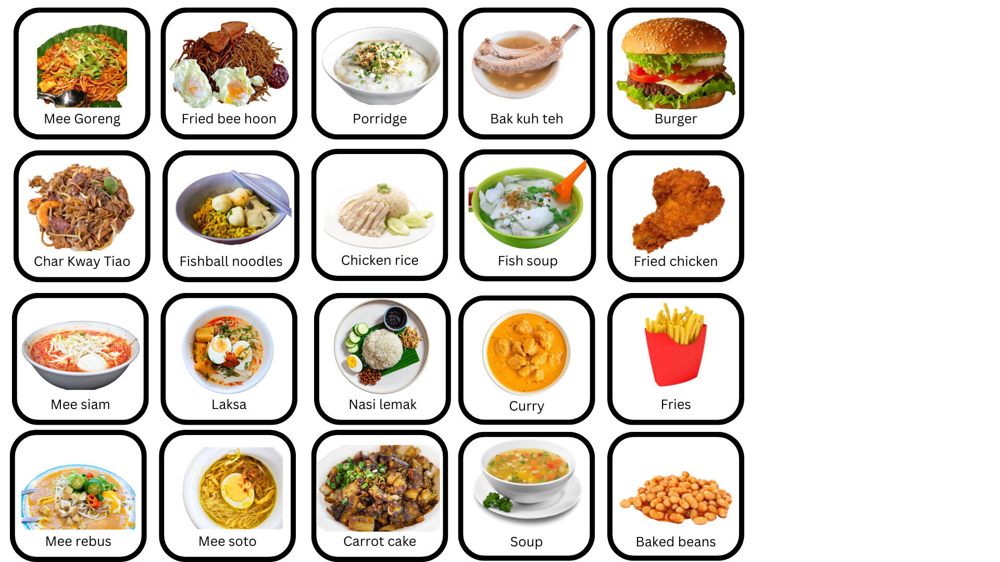 Mee Goreng
Fried bee hoon
Porridge
Bak kuh teh
Burger
Char Kway Tiao
Fishball noodles
Chicken rice
Fish soup
Fried chicken
Mee siam
Laksa
Nasi lemak
Curry
Fries
Mee rebus
Mee soto
Carrot cake
Soup
Baked beans